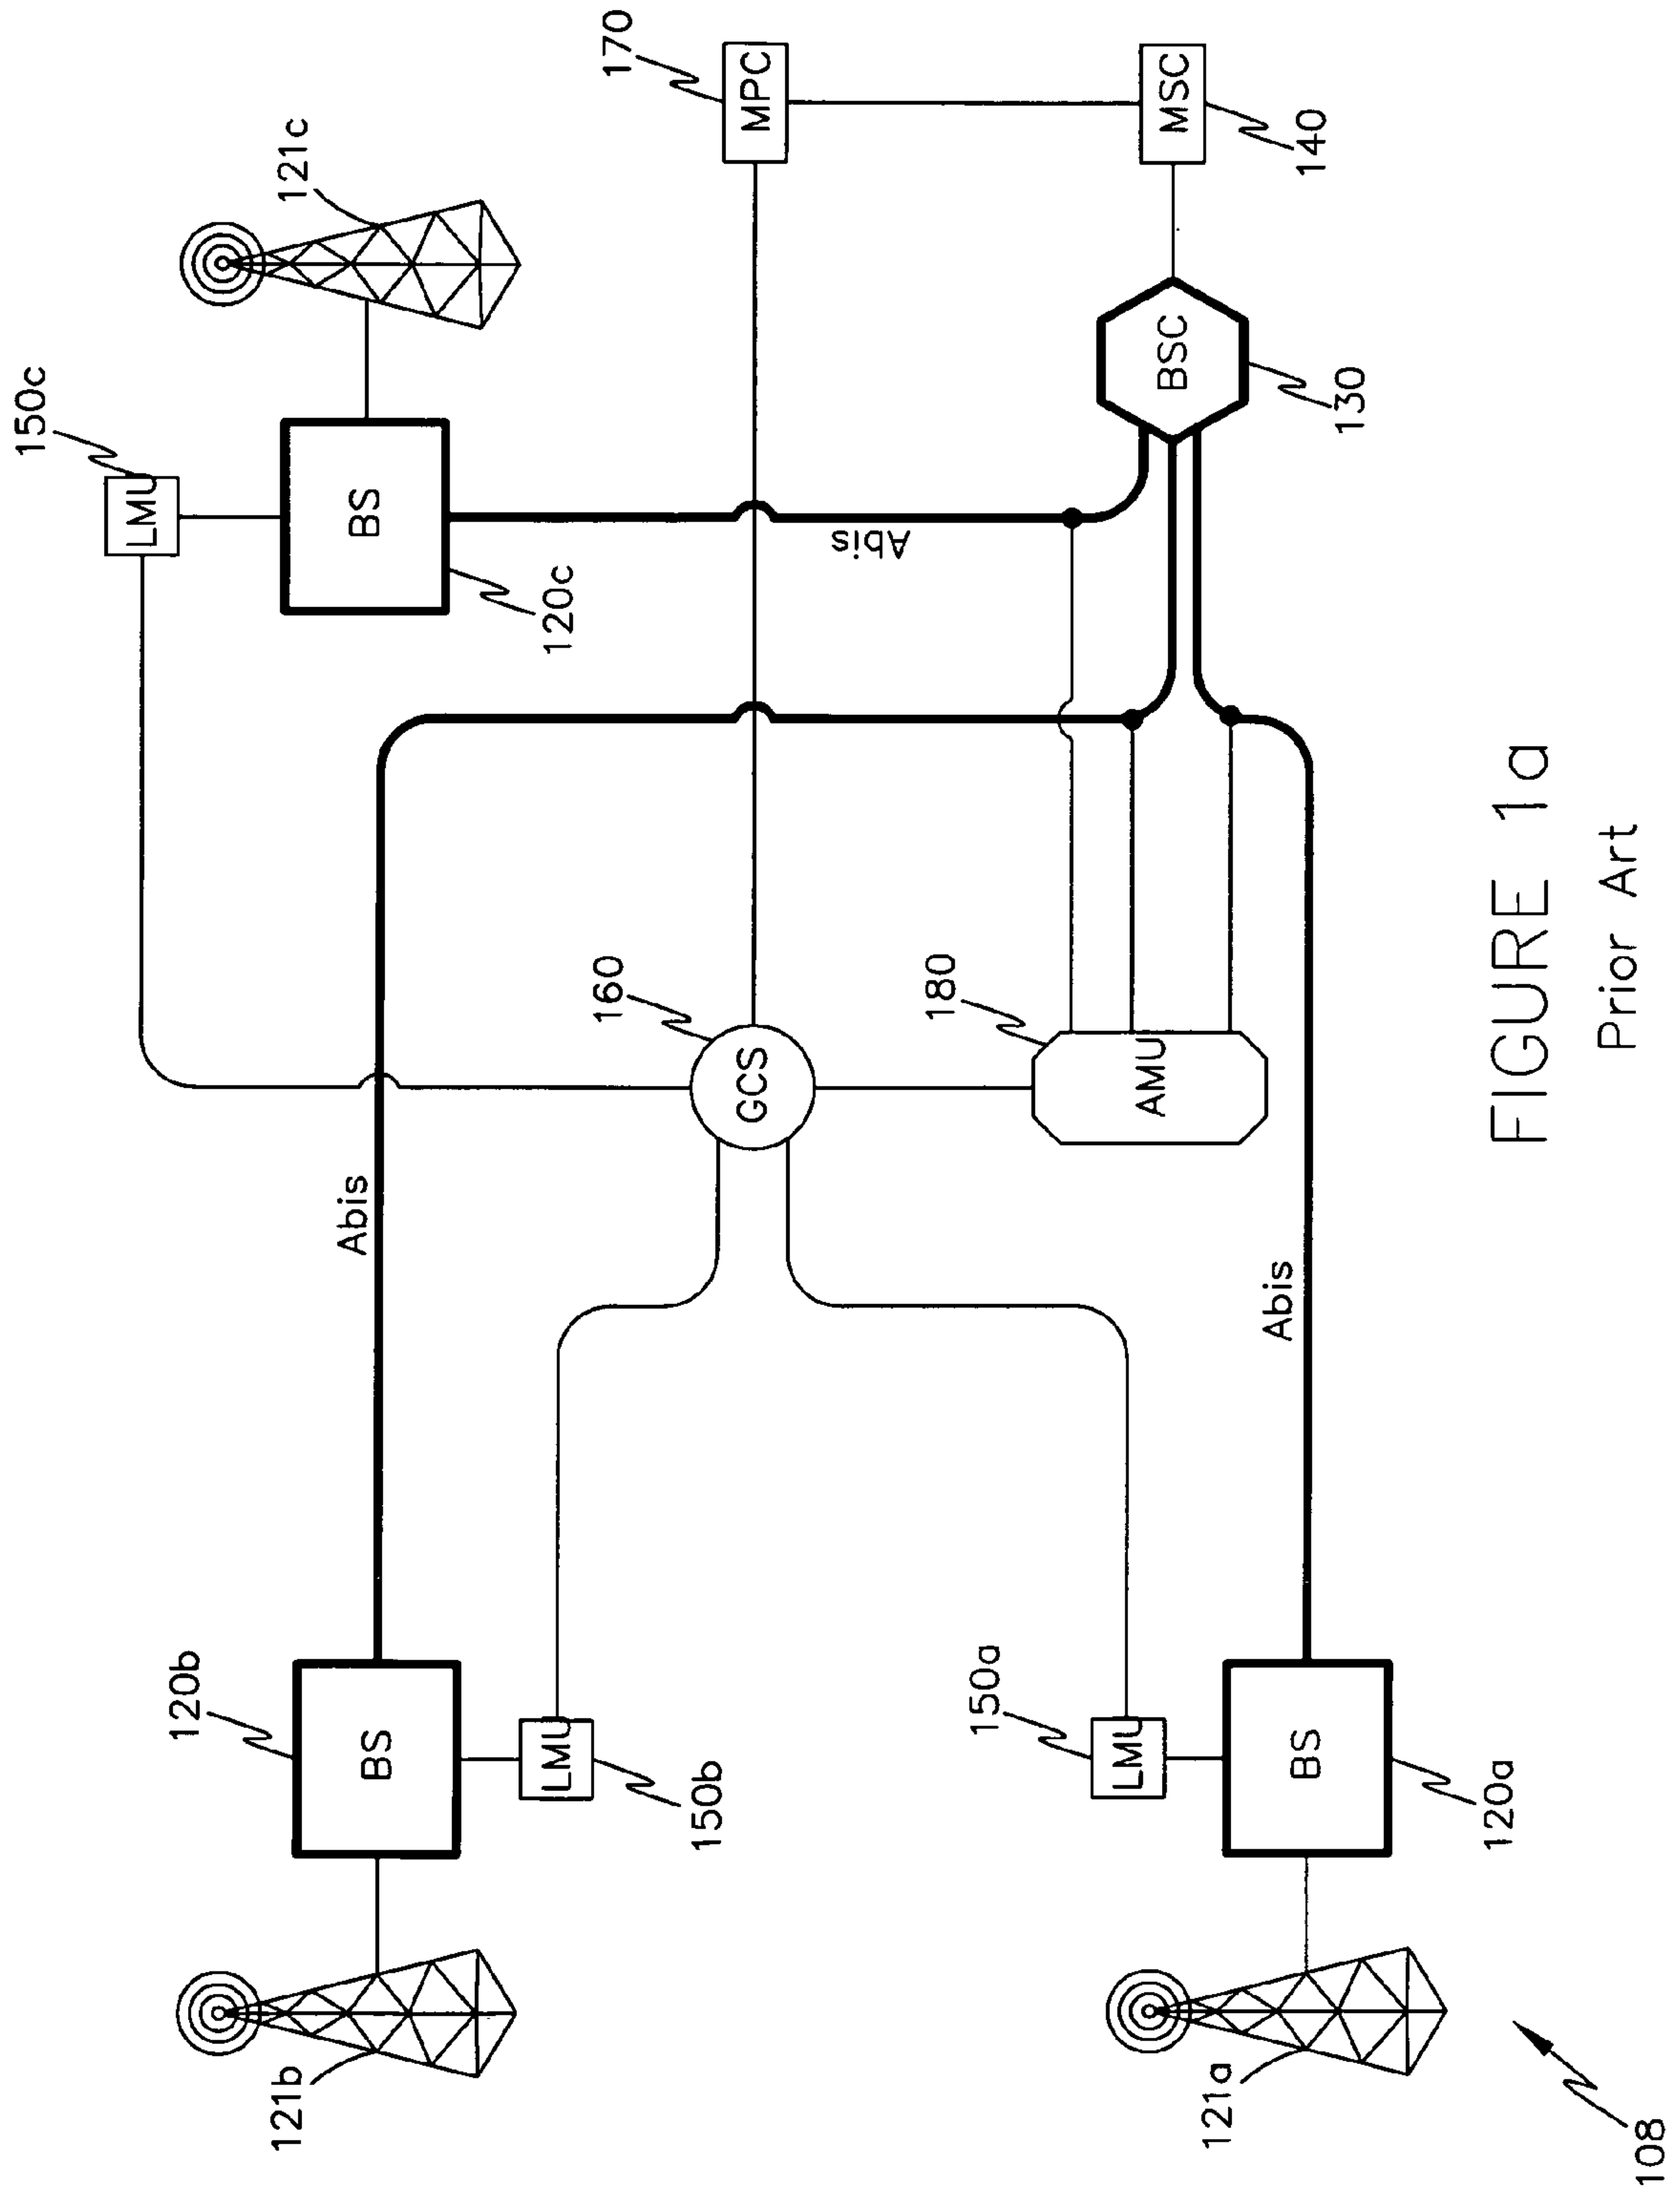 121b
120b
BS
LMU
150b
Abis
150c
LMU
BS
120c
121c
160
GCS
170
MPC
Abis
180
AMU
BSC
130
MSC
140
150a
LMU
BS
120a
121a
Abis
108
FIGURE 1a
Prior Art